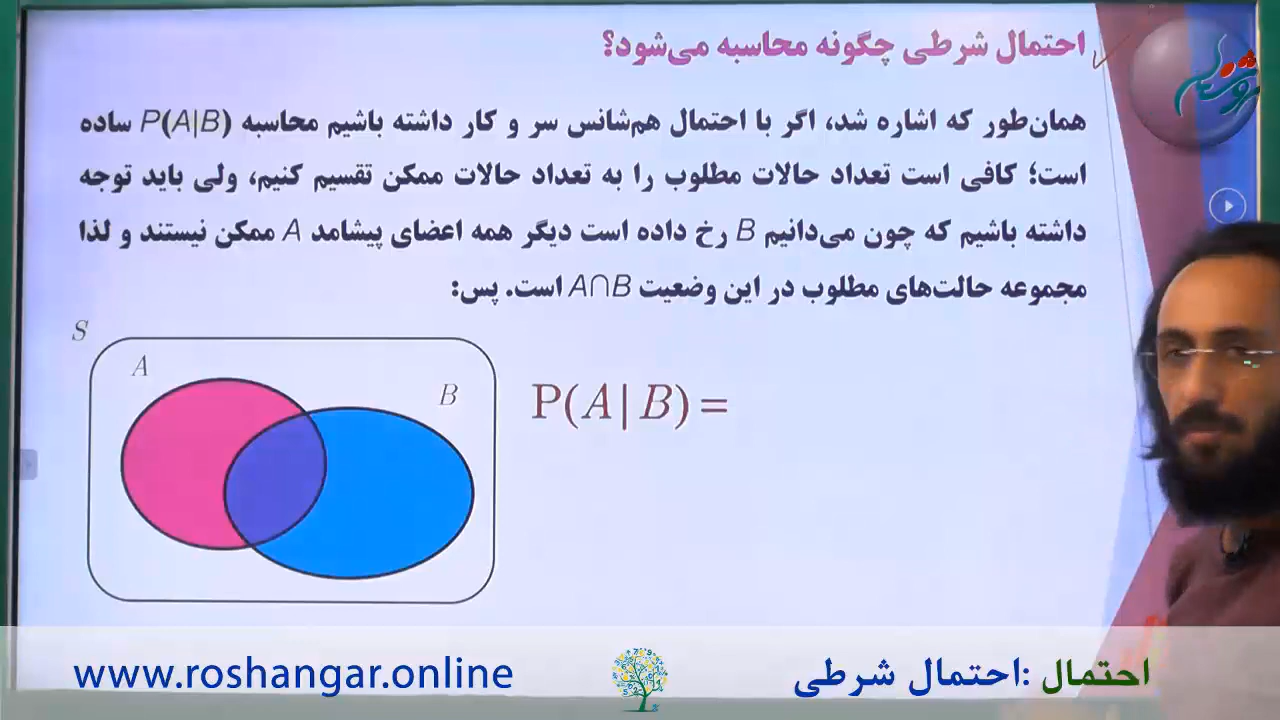 احتمال شرطی چگونه محاسبه می‌شود؟
همان‌طور که اشاره شد، اگر با احتمال هم‌شانس سر و کار داشته باشیم محاسبه P(A|B) ساده
است؛ کافی است تعداد حالات مطلوب را به تعداد حالات ممکن تقسیم کنیم، ولی باید توجه
داشته باشیم که چون می‌دانیم B رخ داده است دیگر همه اعضای پیشامد A ممکن نیستند و لذا
مجموعه حالت‌های مطلوب در این وضعیت A∩B است. پس:
S
A
B
P(A|B)=
www.roshangar.online
احتمال :احتمال شرطی